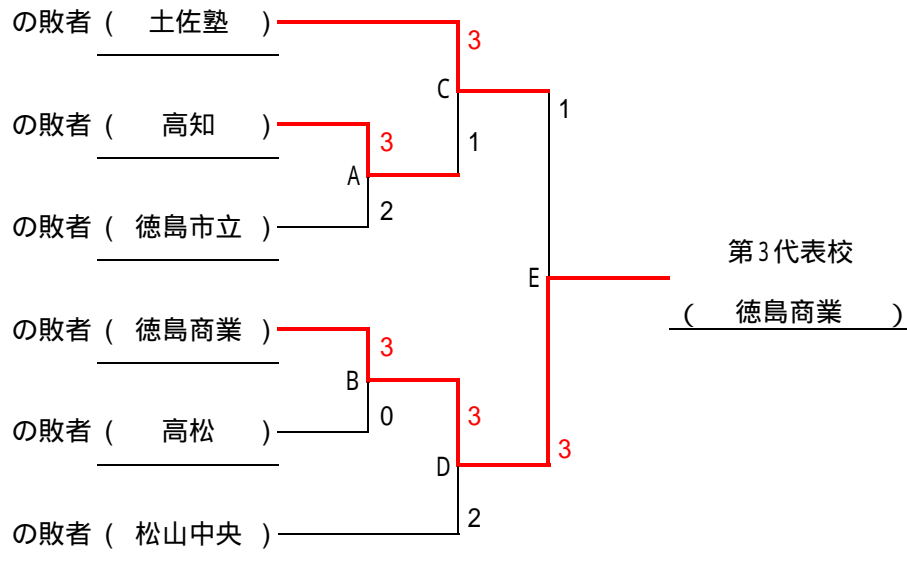 の敗者 ( 土佐塾 )
3
C
1
の敗者 ( 高知 )
3
1
A
2
の敗者 ( 徳島市立 )
第3代表校
E
( 徳島商業 )
の敗者 ( 徳島商業 )
3
B
0
3
の敗者 ( 高松 )
3
D
2
の敗者 ( 松山中央 )